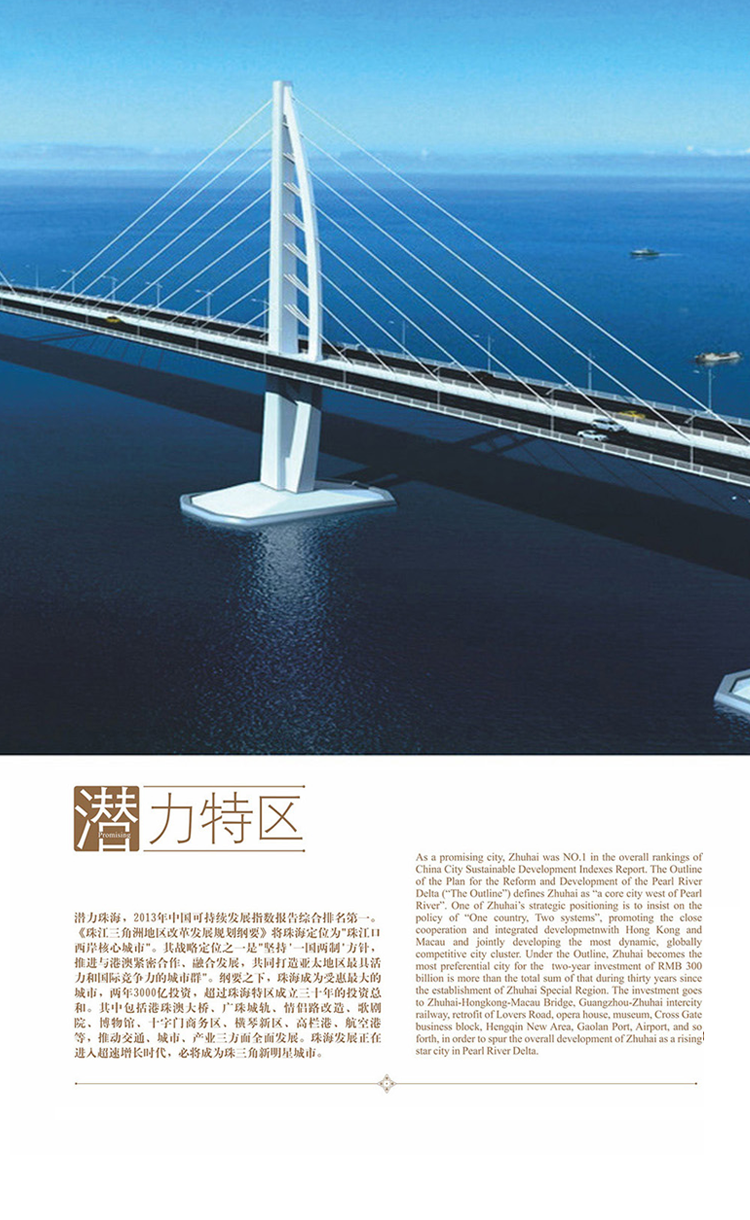 潜力特区
Promising
潜力珠海，2013年中国可持续发展指数报告综合排名第一。
《珠江三角洲地区改革发展规划纲要》将珠海定位为"珠江口
西岸核心城市"。其战略定位之一是"坚持'一国两制'方针，
推进与港澳紧密合作、融合发展，共同打造亚太地区最具活
力和国际竞争力的城市群"。纲要之下，珠海成为受惠最大的
城市，两年3000亿投资，超过珠海特区成立三十年的投资总
和。其中包括港珠澳大桥、广珠城轨、情侣路改造、歌剧
院、博物馆、十字门商务区、横琴新区、高栏港、航空港
等，推动交通、城市、产业三方面全面发展。珠海发展正在
进入超速增长时代，必将成为珠三角新明星城市。
As a promising city, Zhuhai was NO.1 in the overall rankings of
China City Sustainable Development Indexes Report. The Outline
of the Plan for the Reform and Development of the Pearl River
Delta (“The Outline”) defines Zhuhai as “a core city west of Pearl
River”. One of Zhuhai’s strategic positioning is to insist on the
policy of “One country, Two systems”, promoting the close
cooperation and integrated developmetnwith Hong Kong and
Macau and jointly developing the most dynamic, globally
competitive city cluster. Under the Outline, Zhuhai becomes the
most preferential city for the two-year investment of RMB 300
billion is more than the total sum of that during thirty years since
the establishment of Zhuhai Special Region. The investment goes
to Zhuhai-Hongkong-Macau Bridge, Guangzhou-Zhuhai intercity
railway, retrofit of Lovers Road, opera house, museum, Cross Gate
business block, Hengqin New Area, Gaolan Port, Airport, and so
forth, in order to spur the overall development of Zhuhai as a rising
star city in Pearl River Delta.